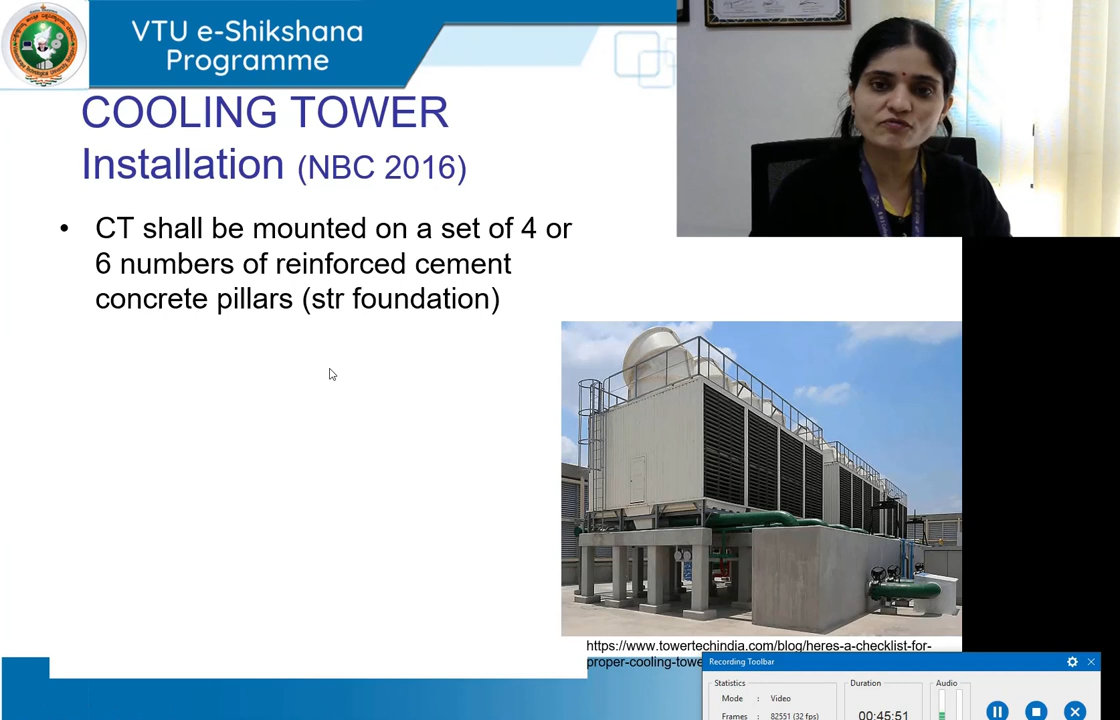 VTU e-Shikshana
Programme
COOLING TOWER
Installation (NBC 2016)
• CT shall be mounted on a set of 4 or
6 numbers of reinforced cement
concrete pillars (str foundation)
https://www.towertechindia.com/blog/heres-a-checklist-for-
proper-cooling-towe
Recording Toolbar
Statistics
Duration
Audio
Mode : Video
Frames : 82551 (32 fps)
00:45:51